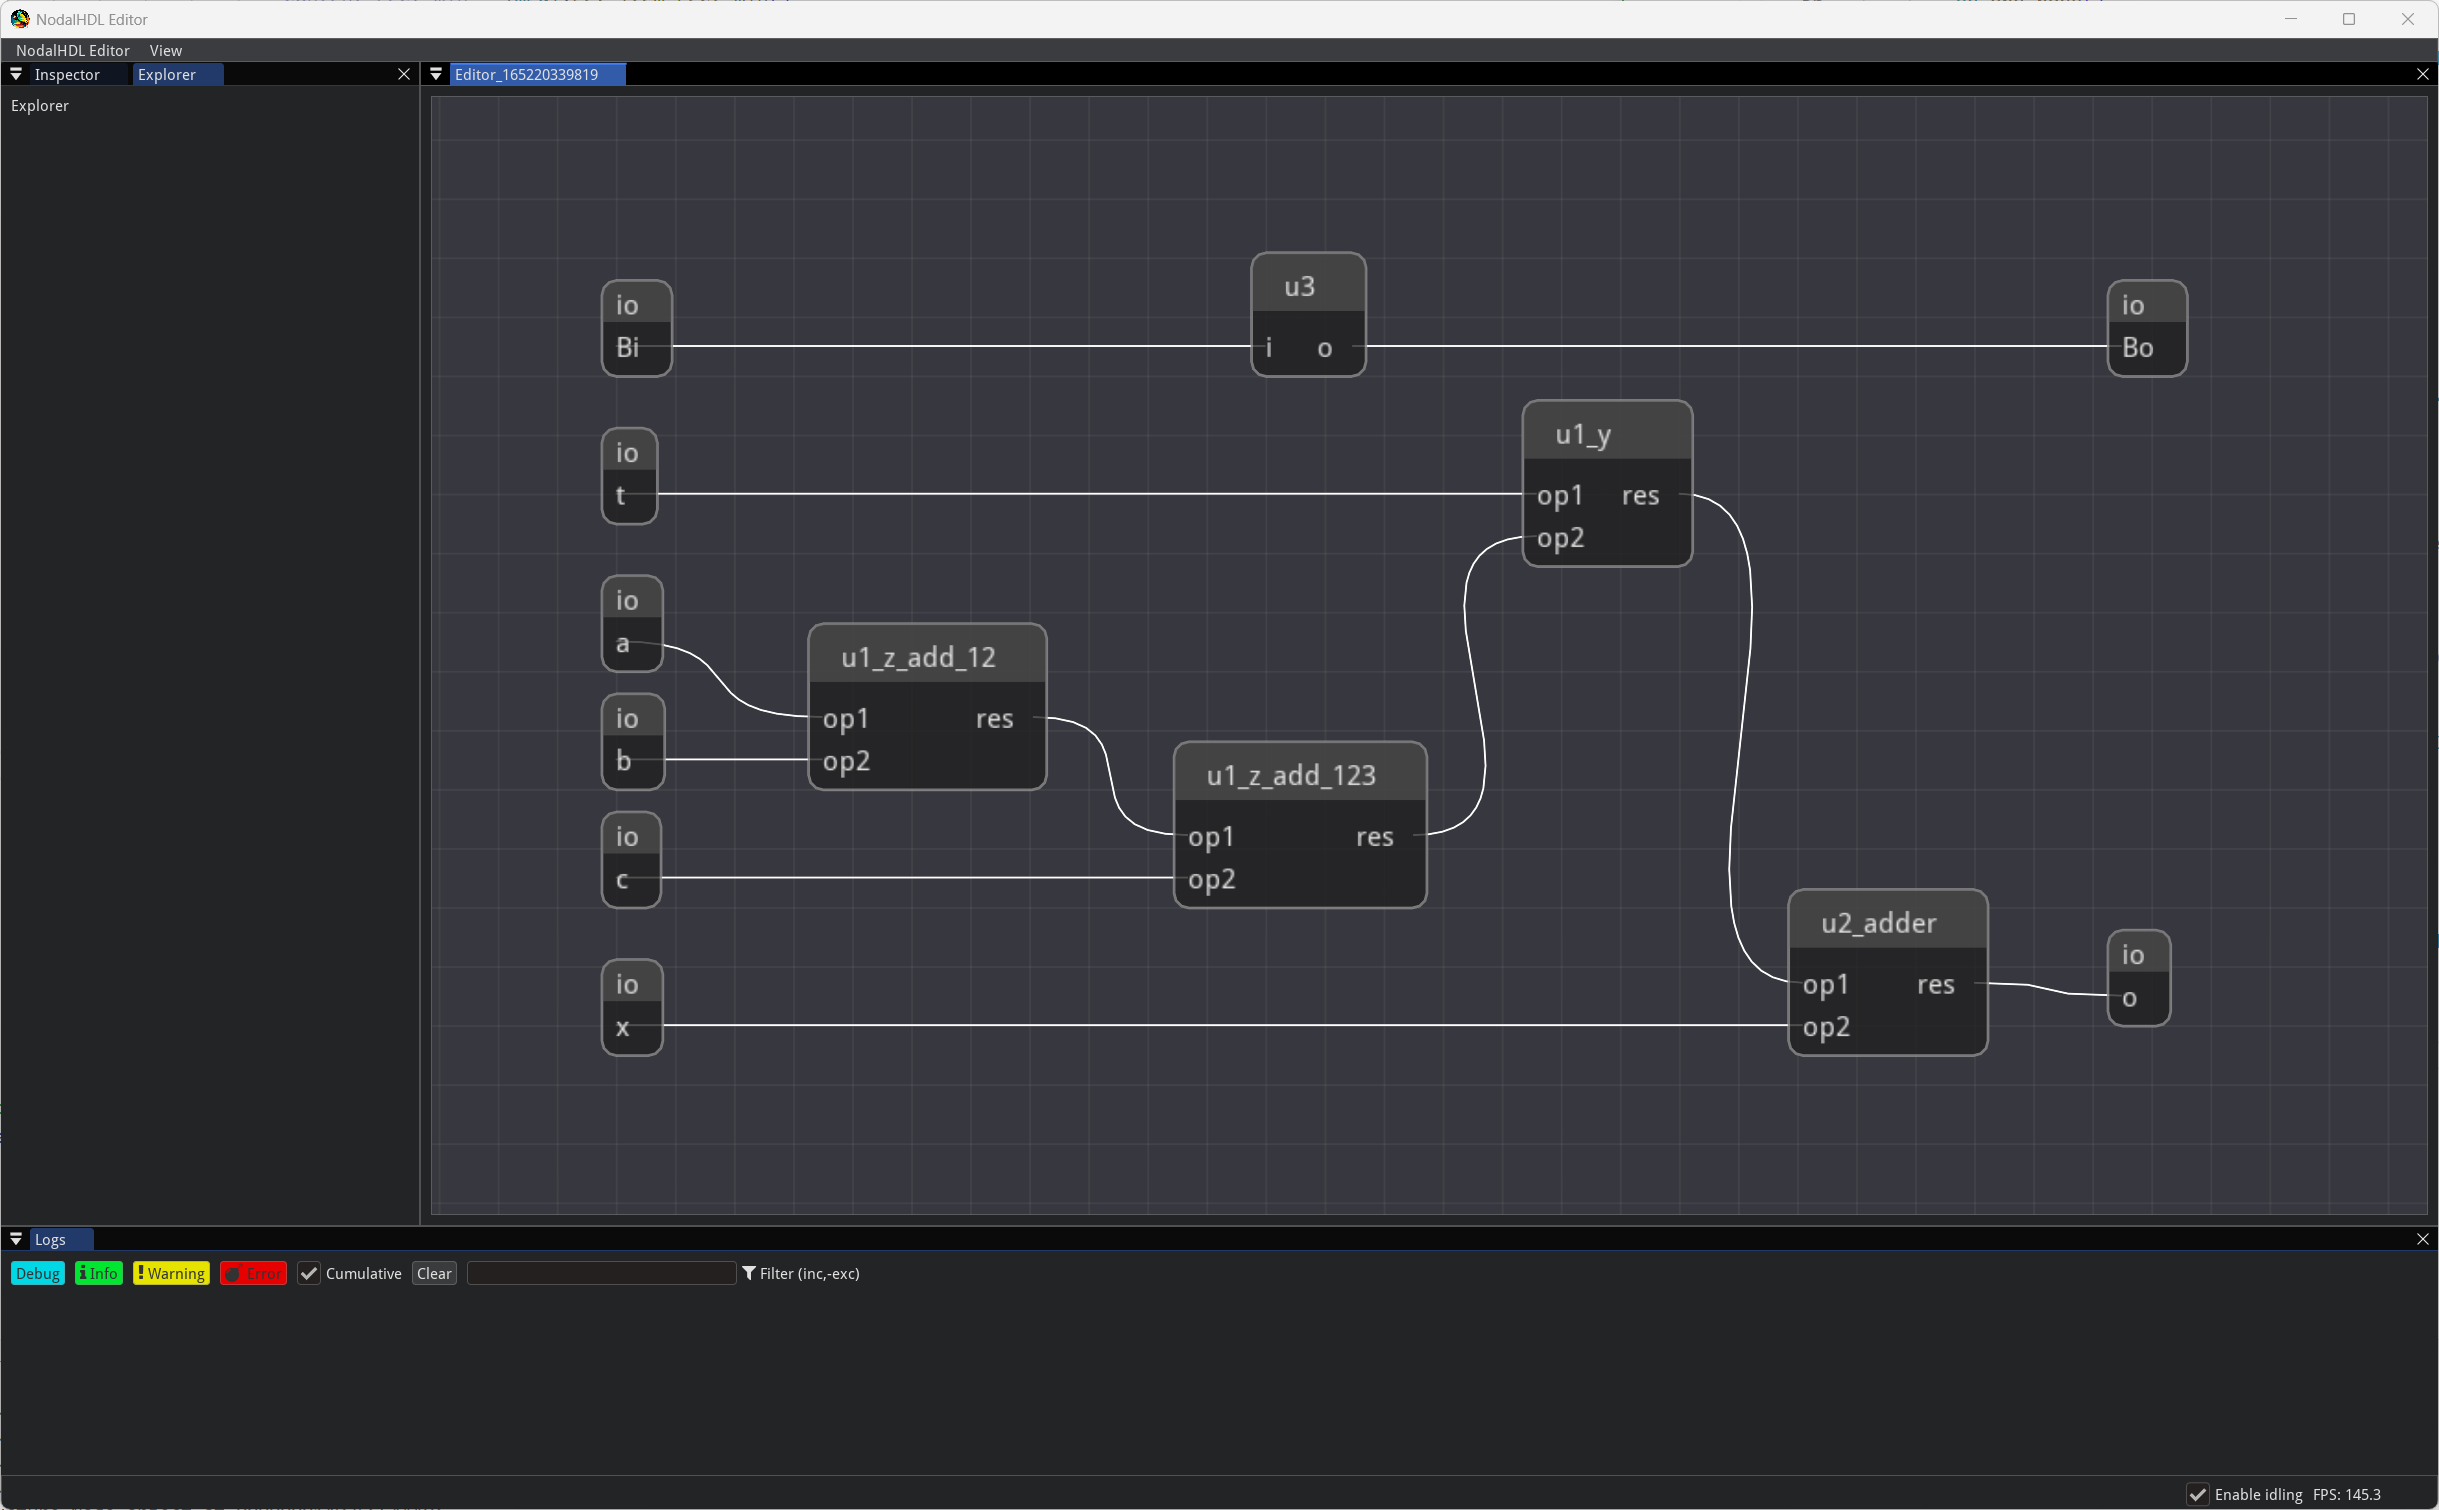 NodalHDL Editor
NodalHDL Editor View
Inspector Explorer
Editor_165220339819
Explorer
io
Bi
u3
i o
io
Bo
io
t
u1_y
op1 res
op2
io
a
u1_z_add_12
op1 res
op2
io
b
u1_z_add_123
op1 res
op2
io
c
u2_adder
op1 res
op2
io
o
io
x
Logs
Debug Info Warning Error Cumulative Clear Filter (inc,-exc)
Enable idling FPS: 145.3